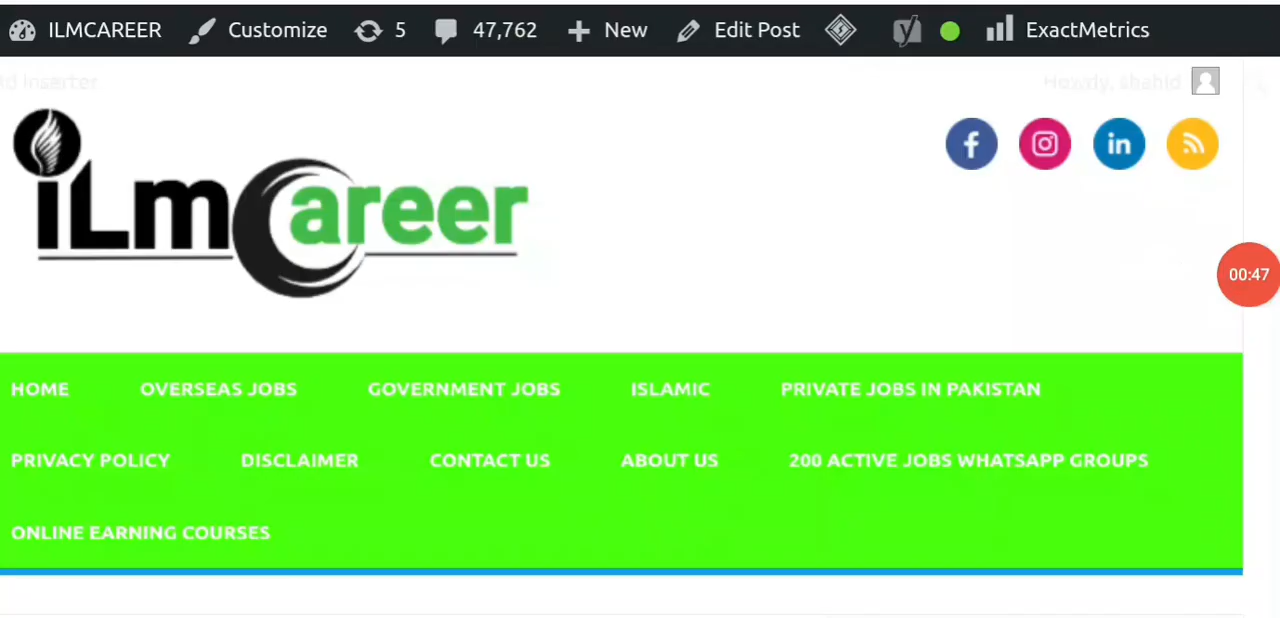 ILMCAREER Customize 5 47,762 New Edit Post ExactMetrics
Ad Inserter Howdy, shahid
iLmCareer
00:47
HOME OVERSEAS JOBS GOVERNMENT JOBS ISLAMIC PRIVATE JOBS IN PAKISTAN
PRIVACY POLICY DISCLAIMER CONTACT US ABOUT US 200 ACTIVE JOBS WHATSAPP GROUPS
ONLINE EARNING COURSES